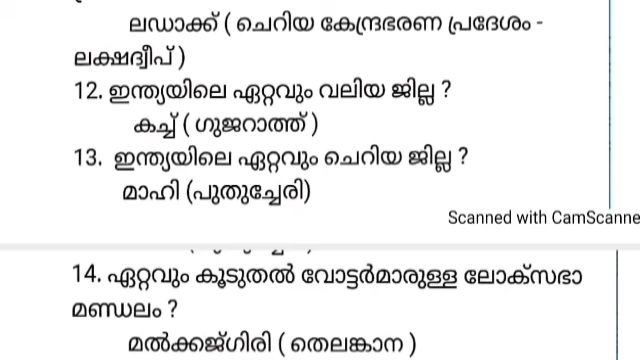 ലഡാക്ക് ( ചെറിയ കേന്ദ്രഭരണ പ്രദേശം -
ലക്ഷദ്വീപ് )
12. ഇന്ത്യയിലെ ഏറ്റവും വലിയ ജില്ല ?
കച്ച് ( ഗുജറാത്ത് )
13. ഇന്ത്യയിലെ ഏറ്റവും ചെറിയ ജില്ല ?
മാഹി (പുതുച്ചേരി)
Scanned with CamScanne
14. ഏറ്റവും കൂടുതൽ വോട്ടർമാരുള്ള ലോക്സഭാ
മണ്ഡലം ?
മൽക്കജ്ഗിരി ( തെലങ്കാന )